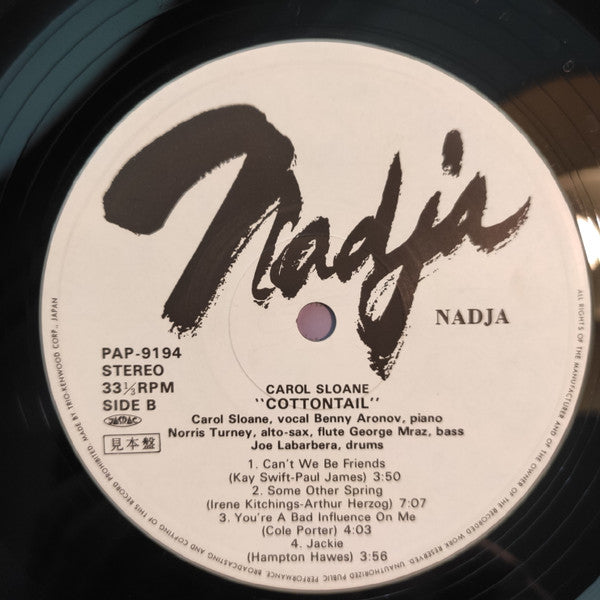 Nadja
NADJA
PAP-9194
STEREO
33⅓RPM
SIDE B
JASRAC
見本盤
CAROL SLOANE
"COTTONTAIL"
Carol Sloane, vocal Benny Aronov, piano
Norris Turney, alto-sax, flute George Mraz, bass
Joe Labarbera, drums
1. Can't We Be Friends
(Kay Swift-Paul James) 3:50
2. Some Other Spring
(Irene Kitchings-Arthur Herzog) 7:07
3. You're A Bad Influence On Me
(Cole Porter) 4:03
4. Jackie
(Hampton Hawes) 3:56
ALL RIGHTS OF THE MANUFACTURER AND OF THE OWNER OF THE RECORDED WORK RESERVED. UNAUTHORIZED PUBLIC PERFORMANCE, BROADCASTING AND COPYING OF THIS RECORD PROHIBITED. MADE BY TRIO-KENWOOD CORP., JAPAN